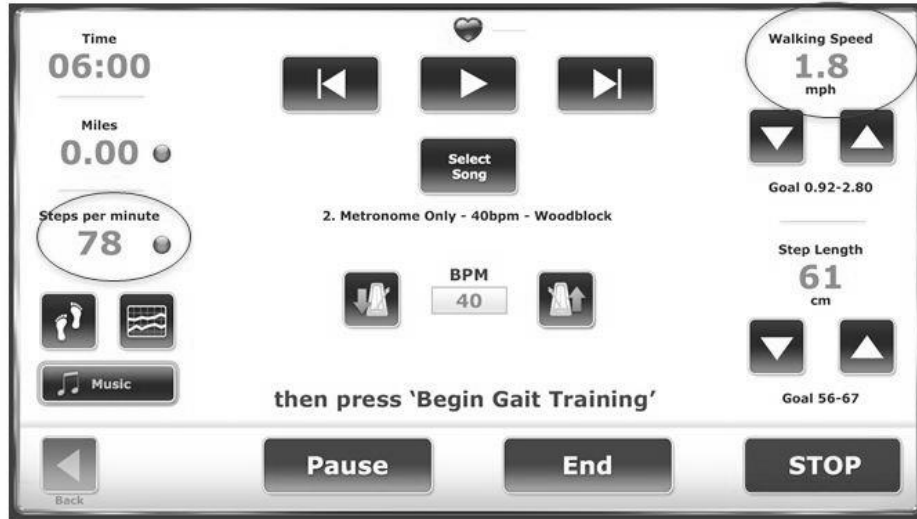 Time
06:00
Miles
0.00
Steps per minute
78
Music
Select
Song
2. Metronome Only - 40bpm - Woodblock
BPM
40
then press ‘Begin Gait Training’
Walking Speed
1.8
mph
Goal 0.92-2.80
Step Length
61
cm
Goal 56-67
Back
Pause
End
STOP